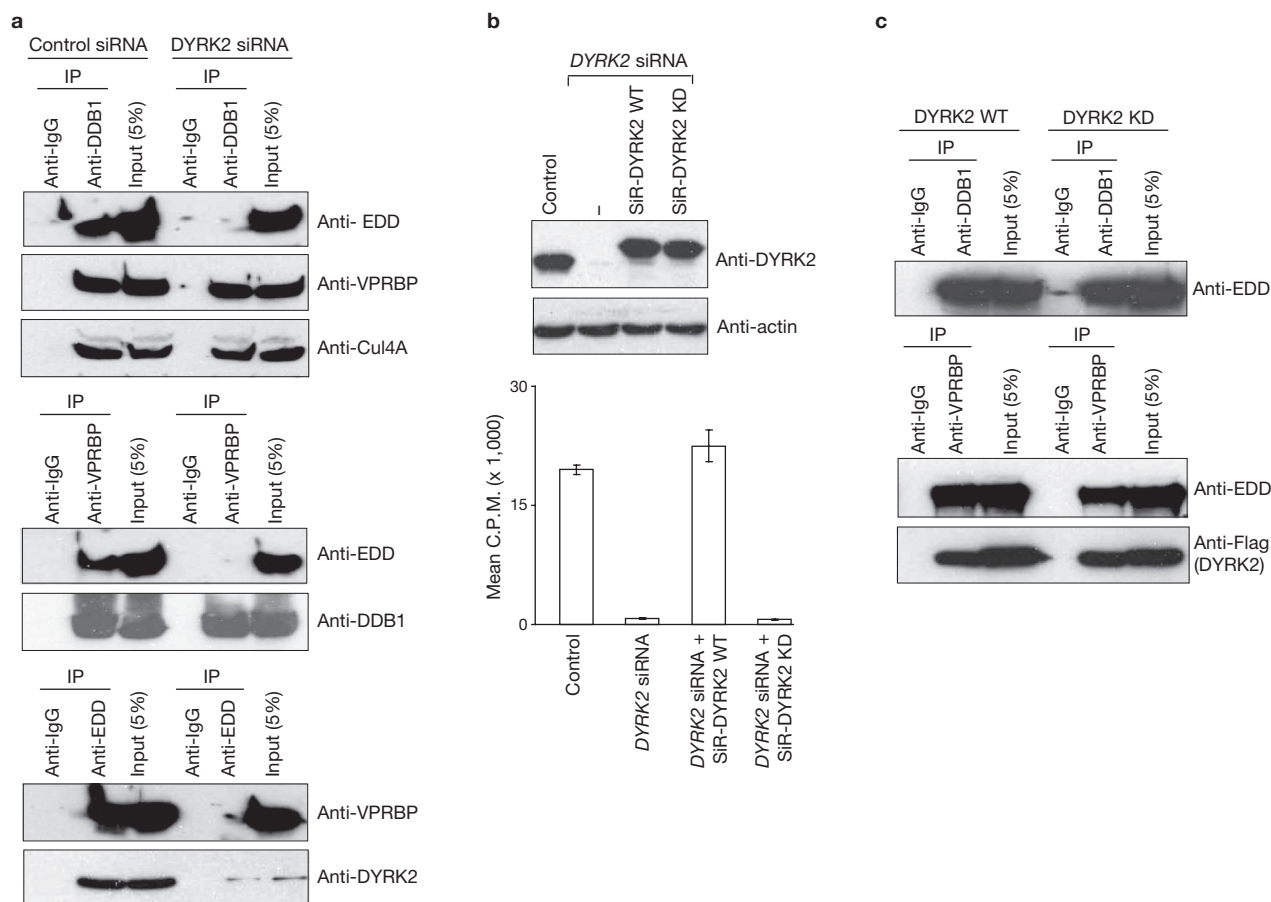 a
Control siRNA DYRK2 siRNA
IP IP
Anti-IgG Anti-DDB1 Input (5%) Anti-IgG Anti-DDB1 Input (5%)
Anti- EDD
Anti-VPRBP
Anti-Cul4A
IP IP
Anti-IgG Anti-VPRBP Input (5%) Anti-IgG Anti-VPRBP Input (5%)
Anti-EDD
Anti-DDB1
IP IP
Anti-IgG Anti-EDD Input (5%) Anti-IgG Anti-EDD Input (5%)
Anti-VPRBP
Anti-DYRK2
b
DYRK2 siRNA
Control – SiR-DYRK2 WT SiR-DYRK2 KD
Anti-DYRK2
Anti-actin
Mean C.P.M. (x 1,000)
30
15
0
Control
DYRK2 siRNA
DYRK2 siRNA +
SiR-DYRK2 WT
DYRK2 siRNA +
SiR-DYRK2 KD
c
DYRK2 WT DYRK2 KD
IP IP
Anti-IgG Anti-DDB1 Input (5%) Anti-IgG Anti-DDB1 Input (5%)
Anti-EDD
IP IP
Anti-IgG Anti-VPRBP Input (5%) Anti-IgG Anti-VPRBP Input (5%)
Anti-EDD
Anti-Flag
(DYRK2)